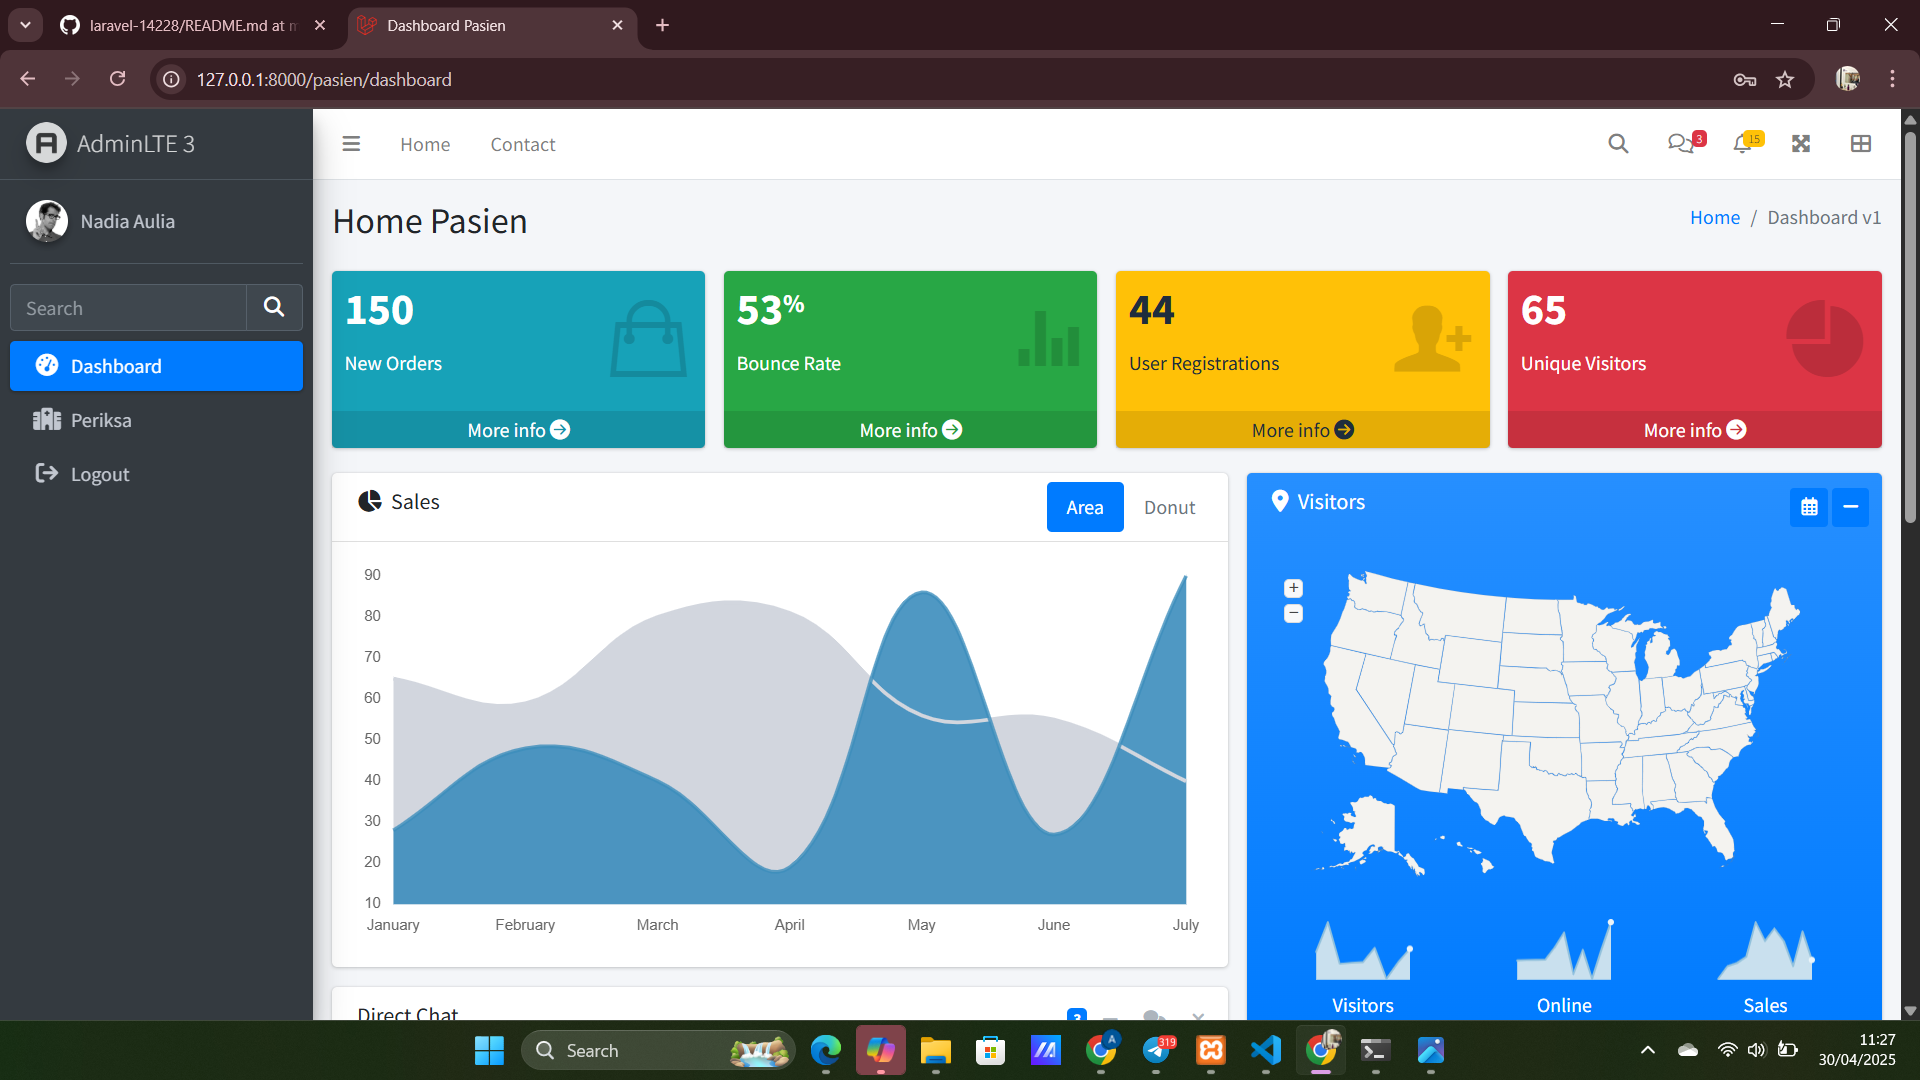 laravel-14228/README.md at m
Dashboard Pasien
127.0.0.1:8000/pasien/dashboard
AdminLTE 3
Home
Contact
3
15
Nadia Aulia
Home Pasien
Home / Dashboard v1
Search
Dashboard
Periksa
Logout
150
New Orders
More info
53%
Bounce Rate
More info
44
User Registrations
More info
65
Unique Visitors
More info
Sales
Area
Donut
90
80
70
60
50
40
30
20
10
January
February
March
April
May
June
July
Visitors
+
−
Visitors
Online
Sales
Direct Chat
3
Search
A
319
11:27
30/04/2025